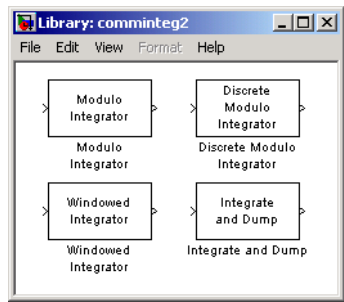 Library: comminteg2
File Edit View Format Help
Modulo
Integrator
Modulo
Integrator
Discrete
Modulo
Integrator
Discrete Modulo
Integrator
Windowed
Integrator
Windowed
Integrator
Integrate
and Dump
Integrate and Dump